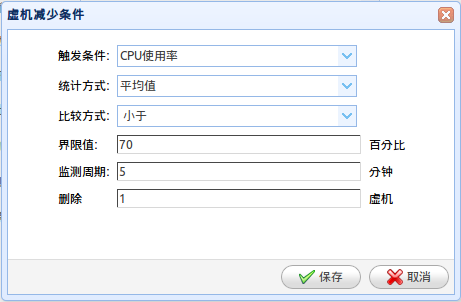 虚机减少条件
触发条件: CPU使用率
统计方式: 平均值
比较方式: 小于
界限值: 70 百分比
监测周期: 5 分钟
删除 1 虚机
保存 取消